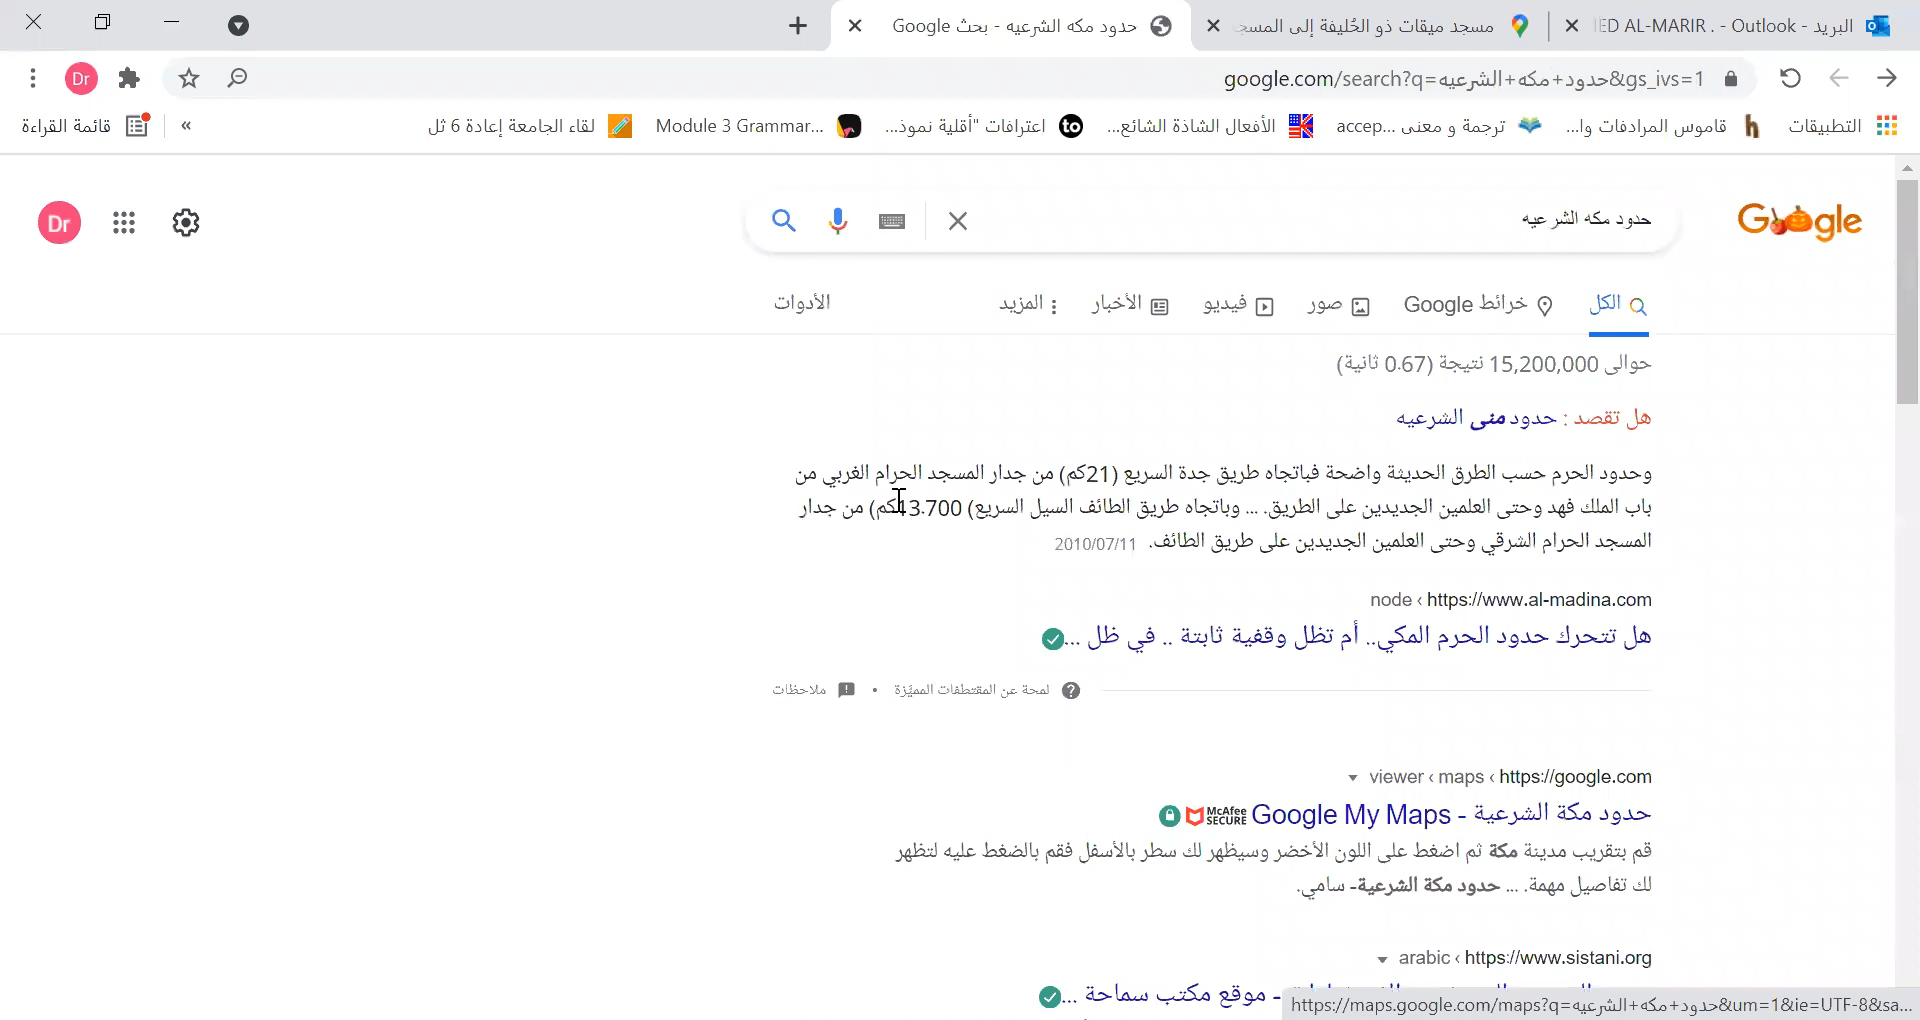 البريد - IED AL-MARIR . - Outlook
مسجد ميقات ذو الحُليفة إلى المسجد
حدود مكه الشرعيه - بحث Google
google.com/search?q=حدود+مكه+الشرعيه&gs_ivs=1
Dr
التطبيقات
قاموس المرادفات وا...
ترجمة و معنى accep...
الأفعال الشاذة الشائع...
to
اعترافات "أقلية نموذ...
Module 3 Grammar...
لقاء الجامعة إعادة 6 ثل
»
قائمة القراءة
Google
حدود مكه الشرعيه
Dr
الكل
خرائط Google
صور
فيديو
الأخبار
المزيد
الأدوات
حوالى 15,200,000 نتيجة (0.67 ثانية)
هل تقصد : حدود منى الشرعيه
وحدود الحرم حسب الطرق الحديثة واضحة فباتجاه طريق جدة السريع (21كم) من جدار المسجد الحرام الغربي من
باب الملك فهد وحتى العلمين الجديدين على الطريق. ... وباتجاه طريق الطائف السيل السريع) 13.700كم) من جدار
المسجد الحرام الشرقي وحتى العلمين الجديدين على طريق الطائف. 2010/07/11
https://www.al-madina.com › node
هل تتحرك حدود الحرم المكي.. أم تظل وقفية ثابتة .. في ظل ...
لمحة عن المقتطفات المميَّزة • ملاحظات
https://google.com › maps › viewer
حدود مكة الشرعية - Google My Maps McAfee SECURE
قم بتقريب مدينة مكة ثم اضغط على اللون الأخضر وسيظهر لك سطر بالأسفل فقم بالضغط عليه لتظهر
لك تفاصيل مهمة. ... حدود مكة الشرعية- سامي.
https://www.sistani.org › arabic
- موقع مكتب سماحة ...
https://maps.google.com/maps?q=حدود+مكه+الشرعيه&um=1&ie=UTF-8&sa...